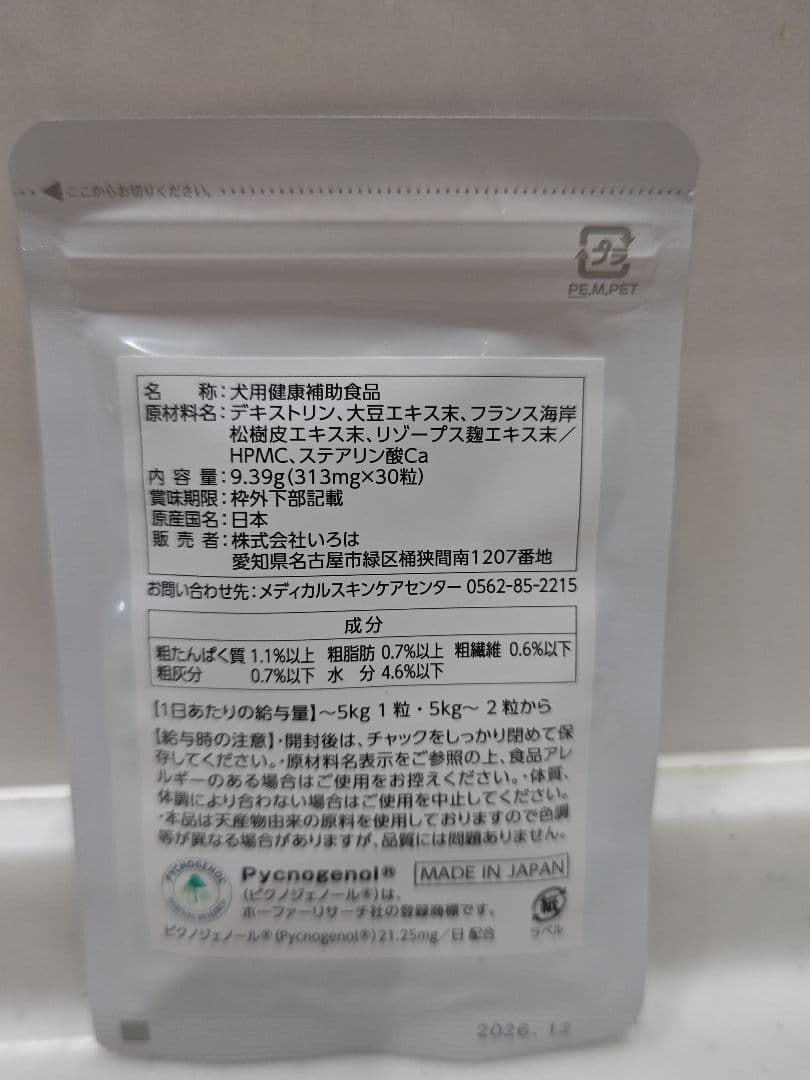 ここからお切りください。
プラ
PE,M,PET
名 称:犬用健康補助食品
原材料名:デキストリン、大豆エキス末、フランス海岸
松樹皮エキス末、リゾープス麹エキス末／
HPMC、ステアリン酸Ca
内容量:9.39g(313mg×30粒)
賞味期限:枠外下部記載
原産国名:日本
販売者:株式会社いろは
愛知県名古屋市緑区桶狭間南1207番地
お問い合わせ先:メディカルスキンケアセンター 0562-85-2215
成分
粗たんぱく質 1.1%以上 粗脂肪 0.7%以上 粗繊維 0.6%以下
粗灰分 0.7%以下 水分 4.6%以下
【1日あたりの給与量】～5kg 1粒・5kg～ 2粒から
【給与時の注意】・開封後は、チャックをしっかり閉めて保
存してください。・原材料名表示をご参照の上、食品アレ
ルギーのある場合はご使用をお控えください。・体質、
体調により合わない場合はご使用を中止してください。
・本品は天産物由来の原料を使用しておりますので色調
等が異なる場合がありますが、品質には問題ありません。
PYCNOGENOL
Pycnogenol® MADE IN JAPAN
(ピクノジェノール®)は、
ホーファーリサーチ社の登録商標です。
紙
ラベル
ピクノジェノール®(Pycnogenol®)21.25mg／日 配合
2026.12